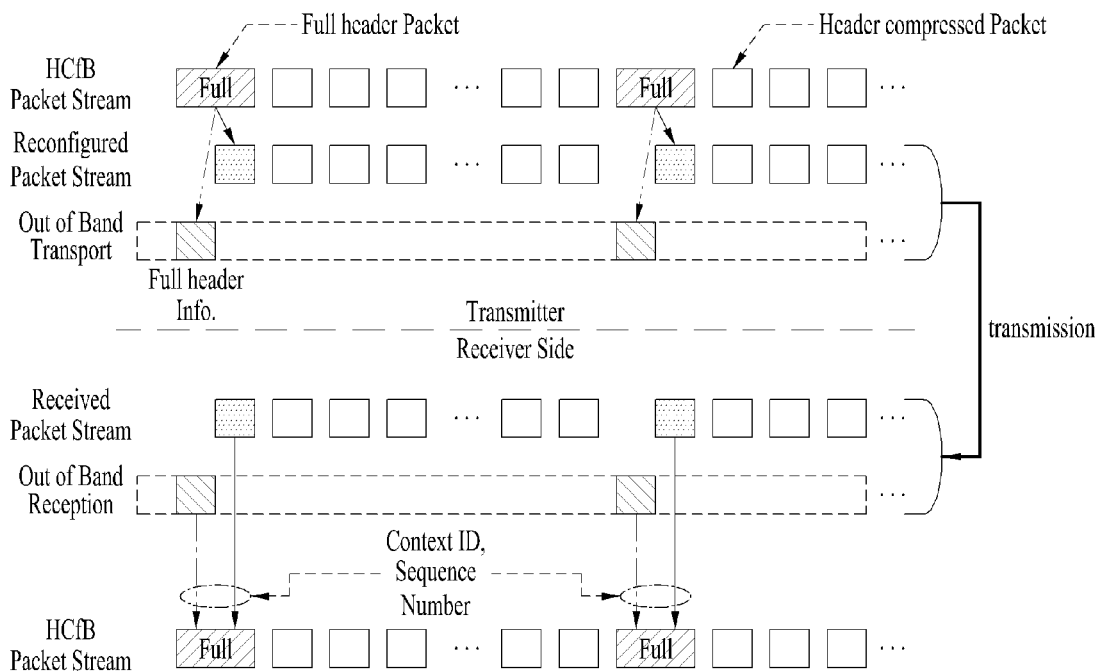 Full header Packet
Header compressed Packet
HCfB
Packet Stream
Full
. . .
Full
. . .
Reconfigured
Packet Stream
. . .
. . .
Out of Band
Transport
. . .
Full header
Info.
Transmitter
Receiver Side
transmission
Received
Packet Stream
. . .
. . .
Out of Band
Reception
. . .
Context ID,
Sequence
Number
HCfB
Packet Stream
Full
. . .
Full
. . .